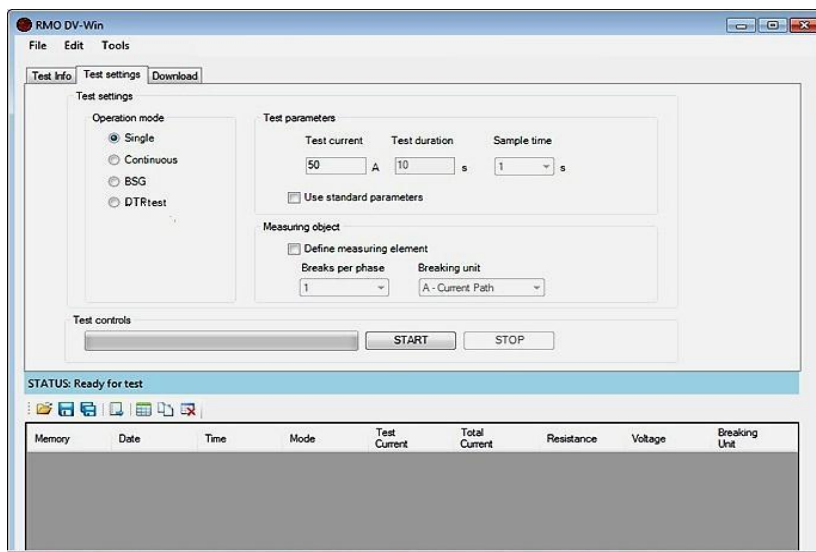 RMO DV-Win
File Edit Tools
Test Info Test settings Download
Test settings
Operation mode
Single
Continuous
BSG
DTRtest
Test parameters
Test current Test duration Sample time
50 A 10 s 1 s
Use standard parameters
Measuring object
Define measuring element
Breaks per phase Breaking unit
1 A - Current Path
Test controls
START STOP
STATUS: Ready for test
Memory Date Time Mode Test Current Total Current Resistance Voltage Breaking Unit